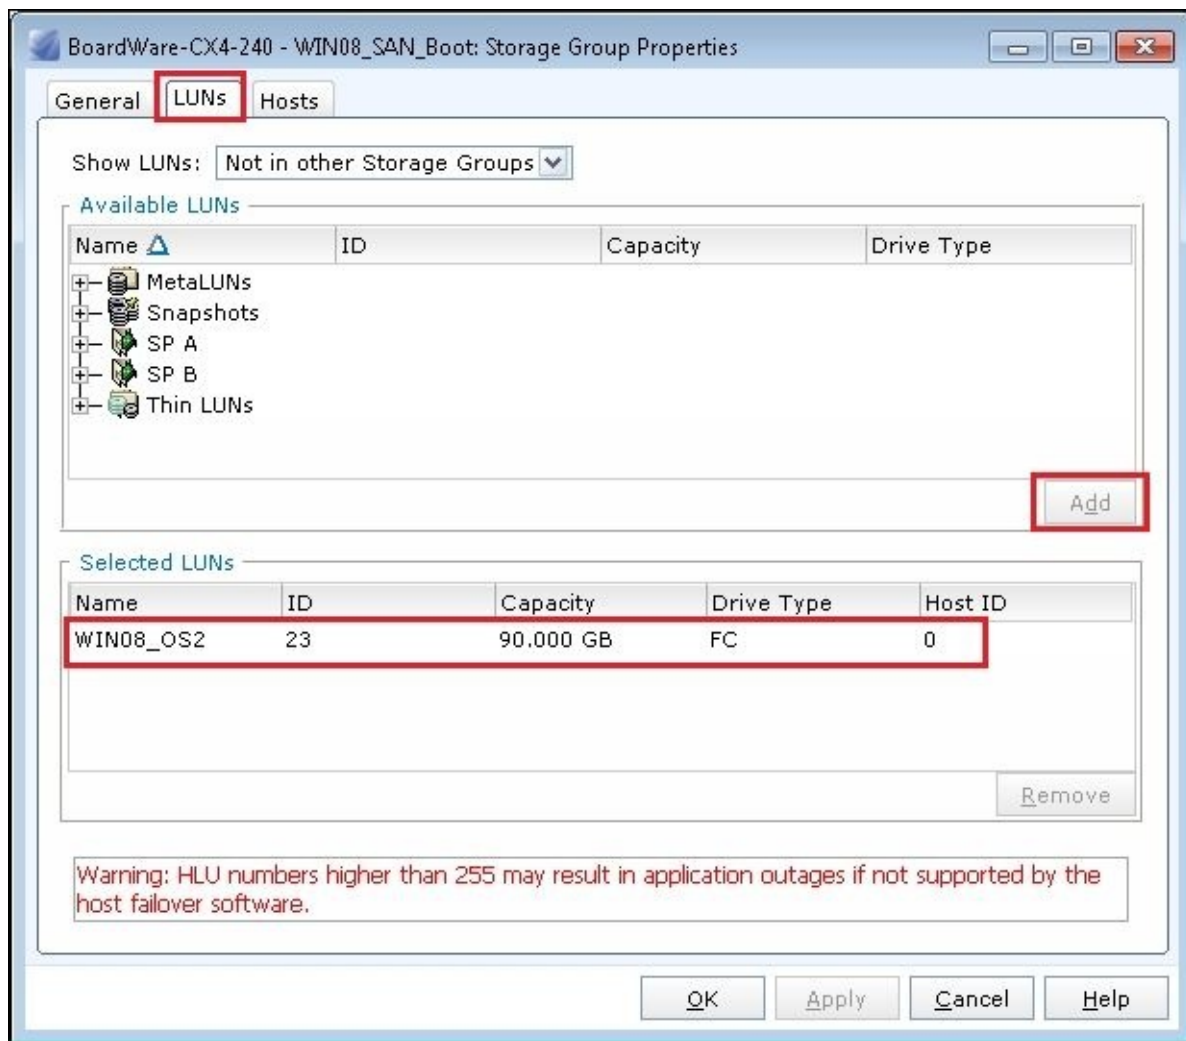 BoardWare-CX4-240 - WIN08_SAN_Boot: Storage Group Properties
General LUNs Hosts
Show LUNs: Not in other Storage Groups
Available LUNs
Name ID Capacity Drive Type
MetaLUNs
Snapshots
SP A
SP B
Thin LUNs
Add
Selected LUNs
Name ID Capacity Drive Type Host ID
WIN08_OS2 23 90.000 GB FC 0
Remove
Warning: HLU numbers higher than 255 may result in application outages if not supported by the
host failover software.
OK Apply Cancel Help